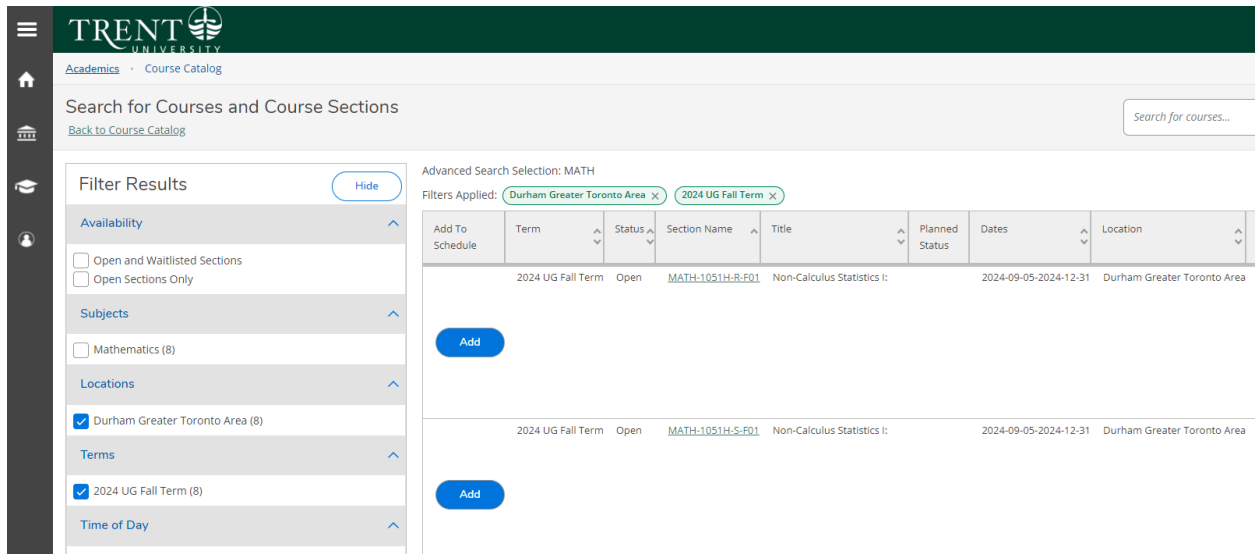 TRENT
UNIVERSITY
Academics · Course Catalog
Search for Courses and Course Sections
Back to Course Catalog
Search for courses...
Filter Results
Hide
Availability
Open and Waitlisted Sections
Open Sections Only
Subjects
Mathematics (8)
Locations
Durham Greater Toronto Area (8)
Terms
2024 UG Fall Term (8)
Time of Day
Advanced Search Selection: MATH
Filters Applied: Durham Greater Toronto Area × 2024 UG Fall Term ×
Add To Schedule Term Status Section Name Title Planned Status Dates Location
2024 UG Fall Term Open MATH-1051H-R-F01 Non-Calculus Statistics I: 2024-09-05-2024-12-31 Durham Greater Toronto Area
Add
2024 UG Fall Term Open MATH-1051H-S-F01 Non-Calculus Statistics I: 2024-09-05-2024-12-31 Durham Greater Toronto Area
Add